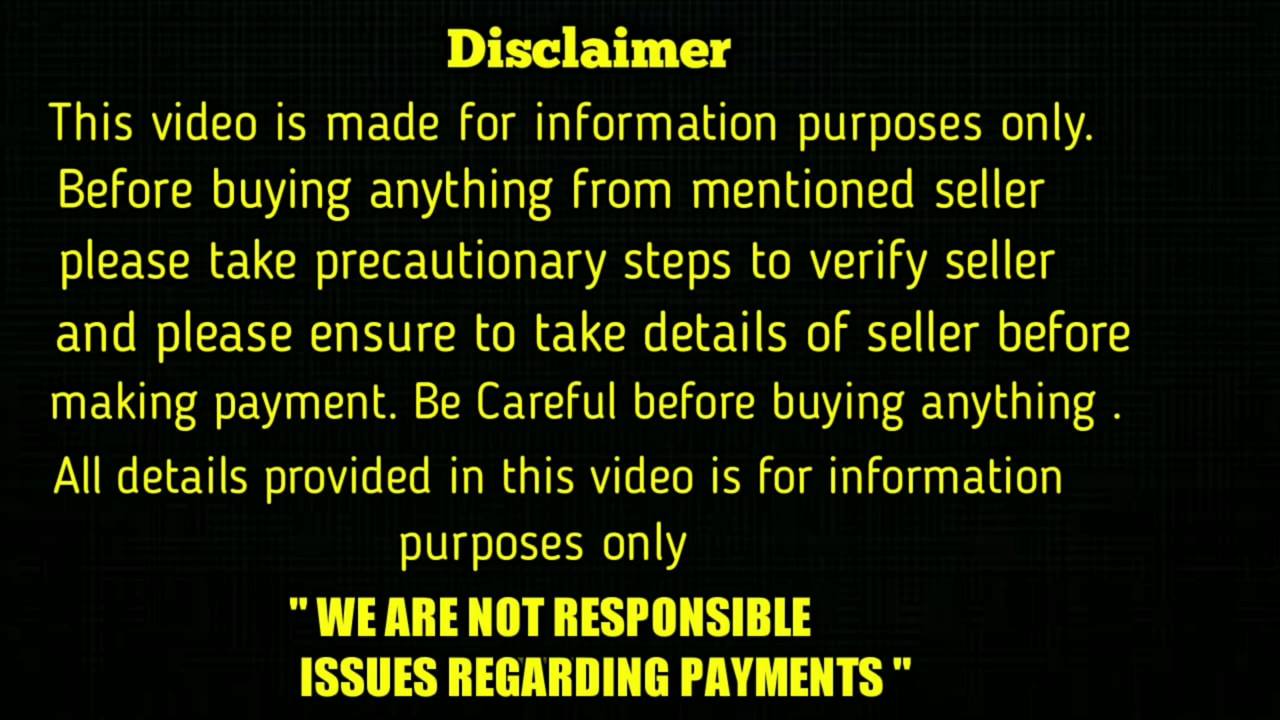 Disclaimer
This video is made for information purposes only.
Before buying anything from mentioned seller
please take precautionary steps to verify seller
and please ensure to take details of seller before
making payment. Be Careful before buying anything .
All details provided in this video is for information
purposes only
" WE ARE NOT RESPONSIBLE
ISSUES REGARDING PAYMENTS "